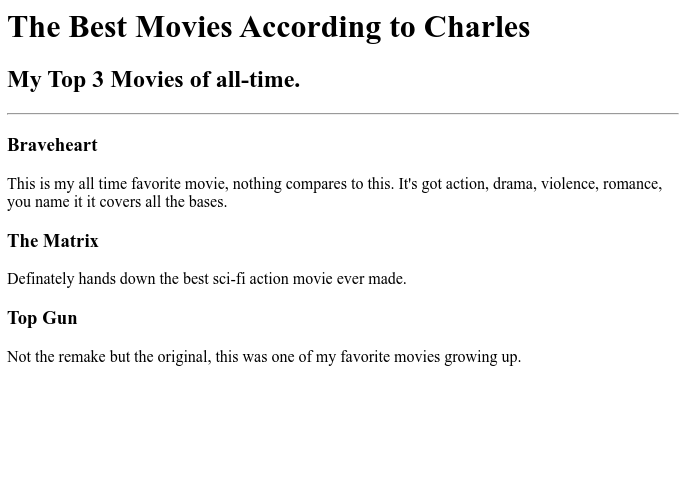 The Best Movies According to Charles
My Top 3 Movies of all-time.
Braveheart
This is my all time favorite movie, nothing compares to this. It's got action, drama, violence, romance,
you name it it covers all the bases.
The Matrix
Definately hands down the best sci-fi action movie ever made.
Top Gun
Not the remake but the original, this was one of my favorite movies growing up.